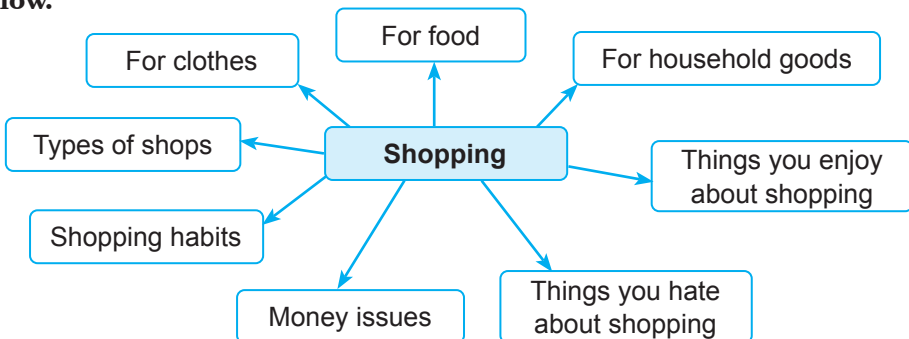 For food
For clothes
For household goods
Types of shops
Shopping
Things you enjoy
about shopping
Shopping habits
Things you hate
about shopping
Money issues